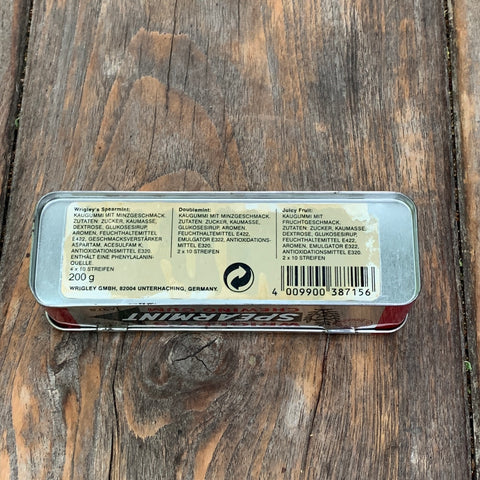 Wrigley's Spearmint:
KAUGUMMI MIT MINZGESCHMACK.
ZUTATEN: ZUCKER, KAUMASSE,
DEXTROSE, GLUKOSESIRUP,
AROMEN, FEUCHTHALTEMITTEL
E422, GESCHMACKSVERSTÄRKER
ASPARTAM, ACESULFAM K,
ANTIOXIDATIONSMITTEL E320.
ENTHÄLT EINE PHENYLALANIN-
QUELLE.
4 x 10 STREIFEN
200 g
Doublemint:
KAUGUMMI MIT MINZGESCHMACK.
ZUTATEN: ZUCKER, KAUMASSE,
GLUKOSESIRUP, DEXTROSE,
AROMEN, FEUCHTHALTEMITTEL
E422, EMULGATOR E322,
ANTIOXIDATIONS-
MITTEL E320.
2 x 10 STREIFEN
Juicy Fruit:
KAUGUMMI MIT
FRUCHTGESCHMACK.
ZUTATEN: ZUCKER, KAUMASSE,
DEXTROSE, GLUKOSESIRUP,
AROMEN,
FEUCHTHALTEMITTEL E422,
EMULGATOR E322,
ANTIOXIDATIONSMITTEL E320.
2 x 10 STREIFEN
WRIGLEY GMBH, 82004 UNTERHACHING, GERMANY.
4 009900 387156
SPEARMINT
CHEWING GUM